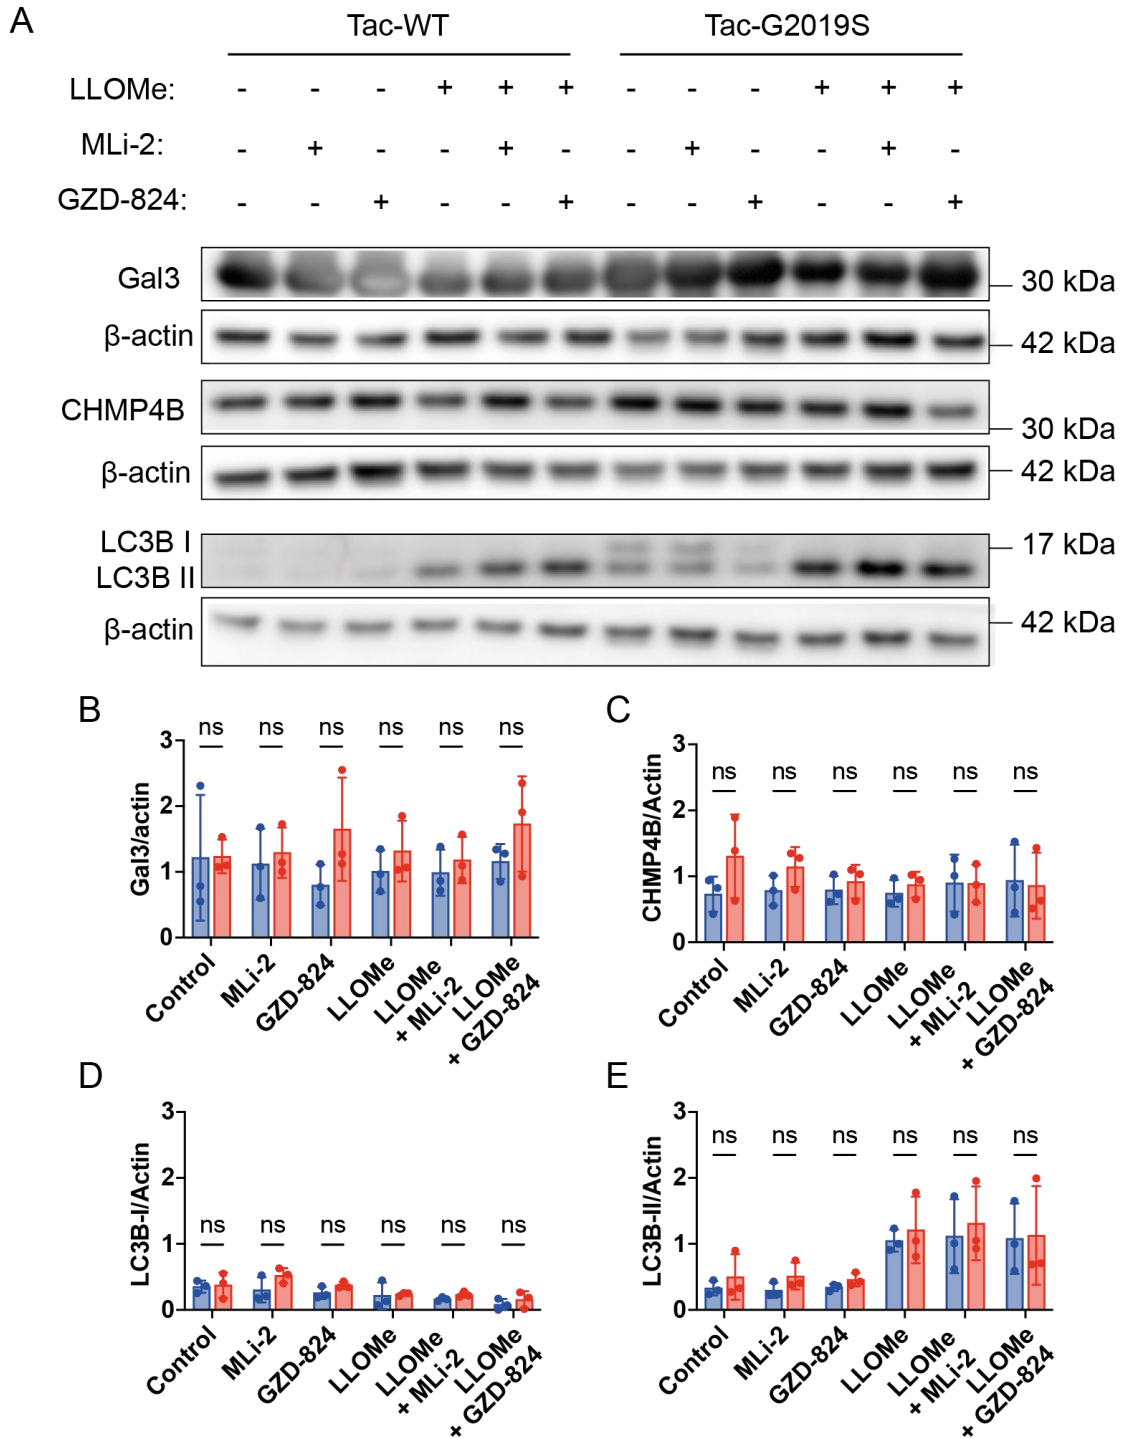 A
Tac-WT Tac-G2019S
LLOMe: - - - + + + - - - + + +
MLi-2: - + - - + - - + - - + -
GZD-824: - - + - - + - - + - - +
Gal3 30 kDa
β-actin 42 kDa
CHMP4B 30 kDa
β-actin 42 kDa
LC3B I 17 kDa
LC3B II
β-actin 42 kDa
B
ns ns ns ns ns ns
3
2
1
0
Gal3/actin
Control
MLi-2
GZD-824
LLOMe
LLOMe
+ MLi-2
LLOMe
+ GZD-824
C
ns ns ns ns ns ns
3
2
1
0
CHMP4B/Actin
Control
MLi-2
GZD-824
LLOMe
LLOMe
+ MLi-2
LLOMe
+ GZD-824
D
ns ns ns ns ns ns
3
2
1
0
LC3B-I/Actin
Control
MLi-2
GZD-824
LLOMe
LLOMe
+ MLi-2
LLOMe
+ GZD-824
E
ns ns ns ns ns ns
3
2
1
0
LC3B-II/Actin
Control
MLi-2
GZD-824
LLOMe
LLOMe
+ MLi-2
LLOMe
+ GZD-824